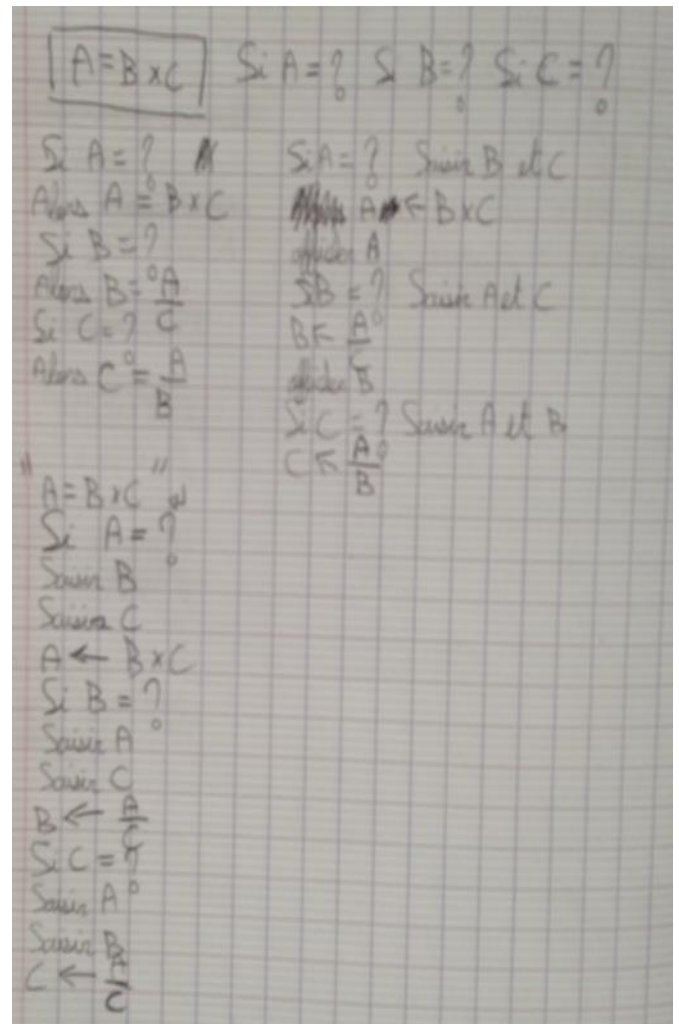 A = B × C Si A = ? Si B = ? Si C = ?
Si A = ?
Alors A = B × C
Si B = ?
Alors B = A/C
Si C = ?
Alors C = A/B
Si A = ? Saisir B et C
A ← B × C
afficher A
Si B = ? Saisir A et C
B ← A/C
afficher B
Si C = ? Saisir A et B
C ← A/B
" A = B × C "
Si A = ?
Saisir B
Saisir C
A ← B × C
Si B = ?
Saisir A
Saisir C
B ← A/C
Si C = ?
Saisir A
Saisir B
C ←